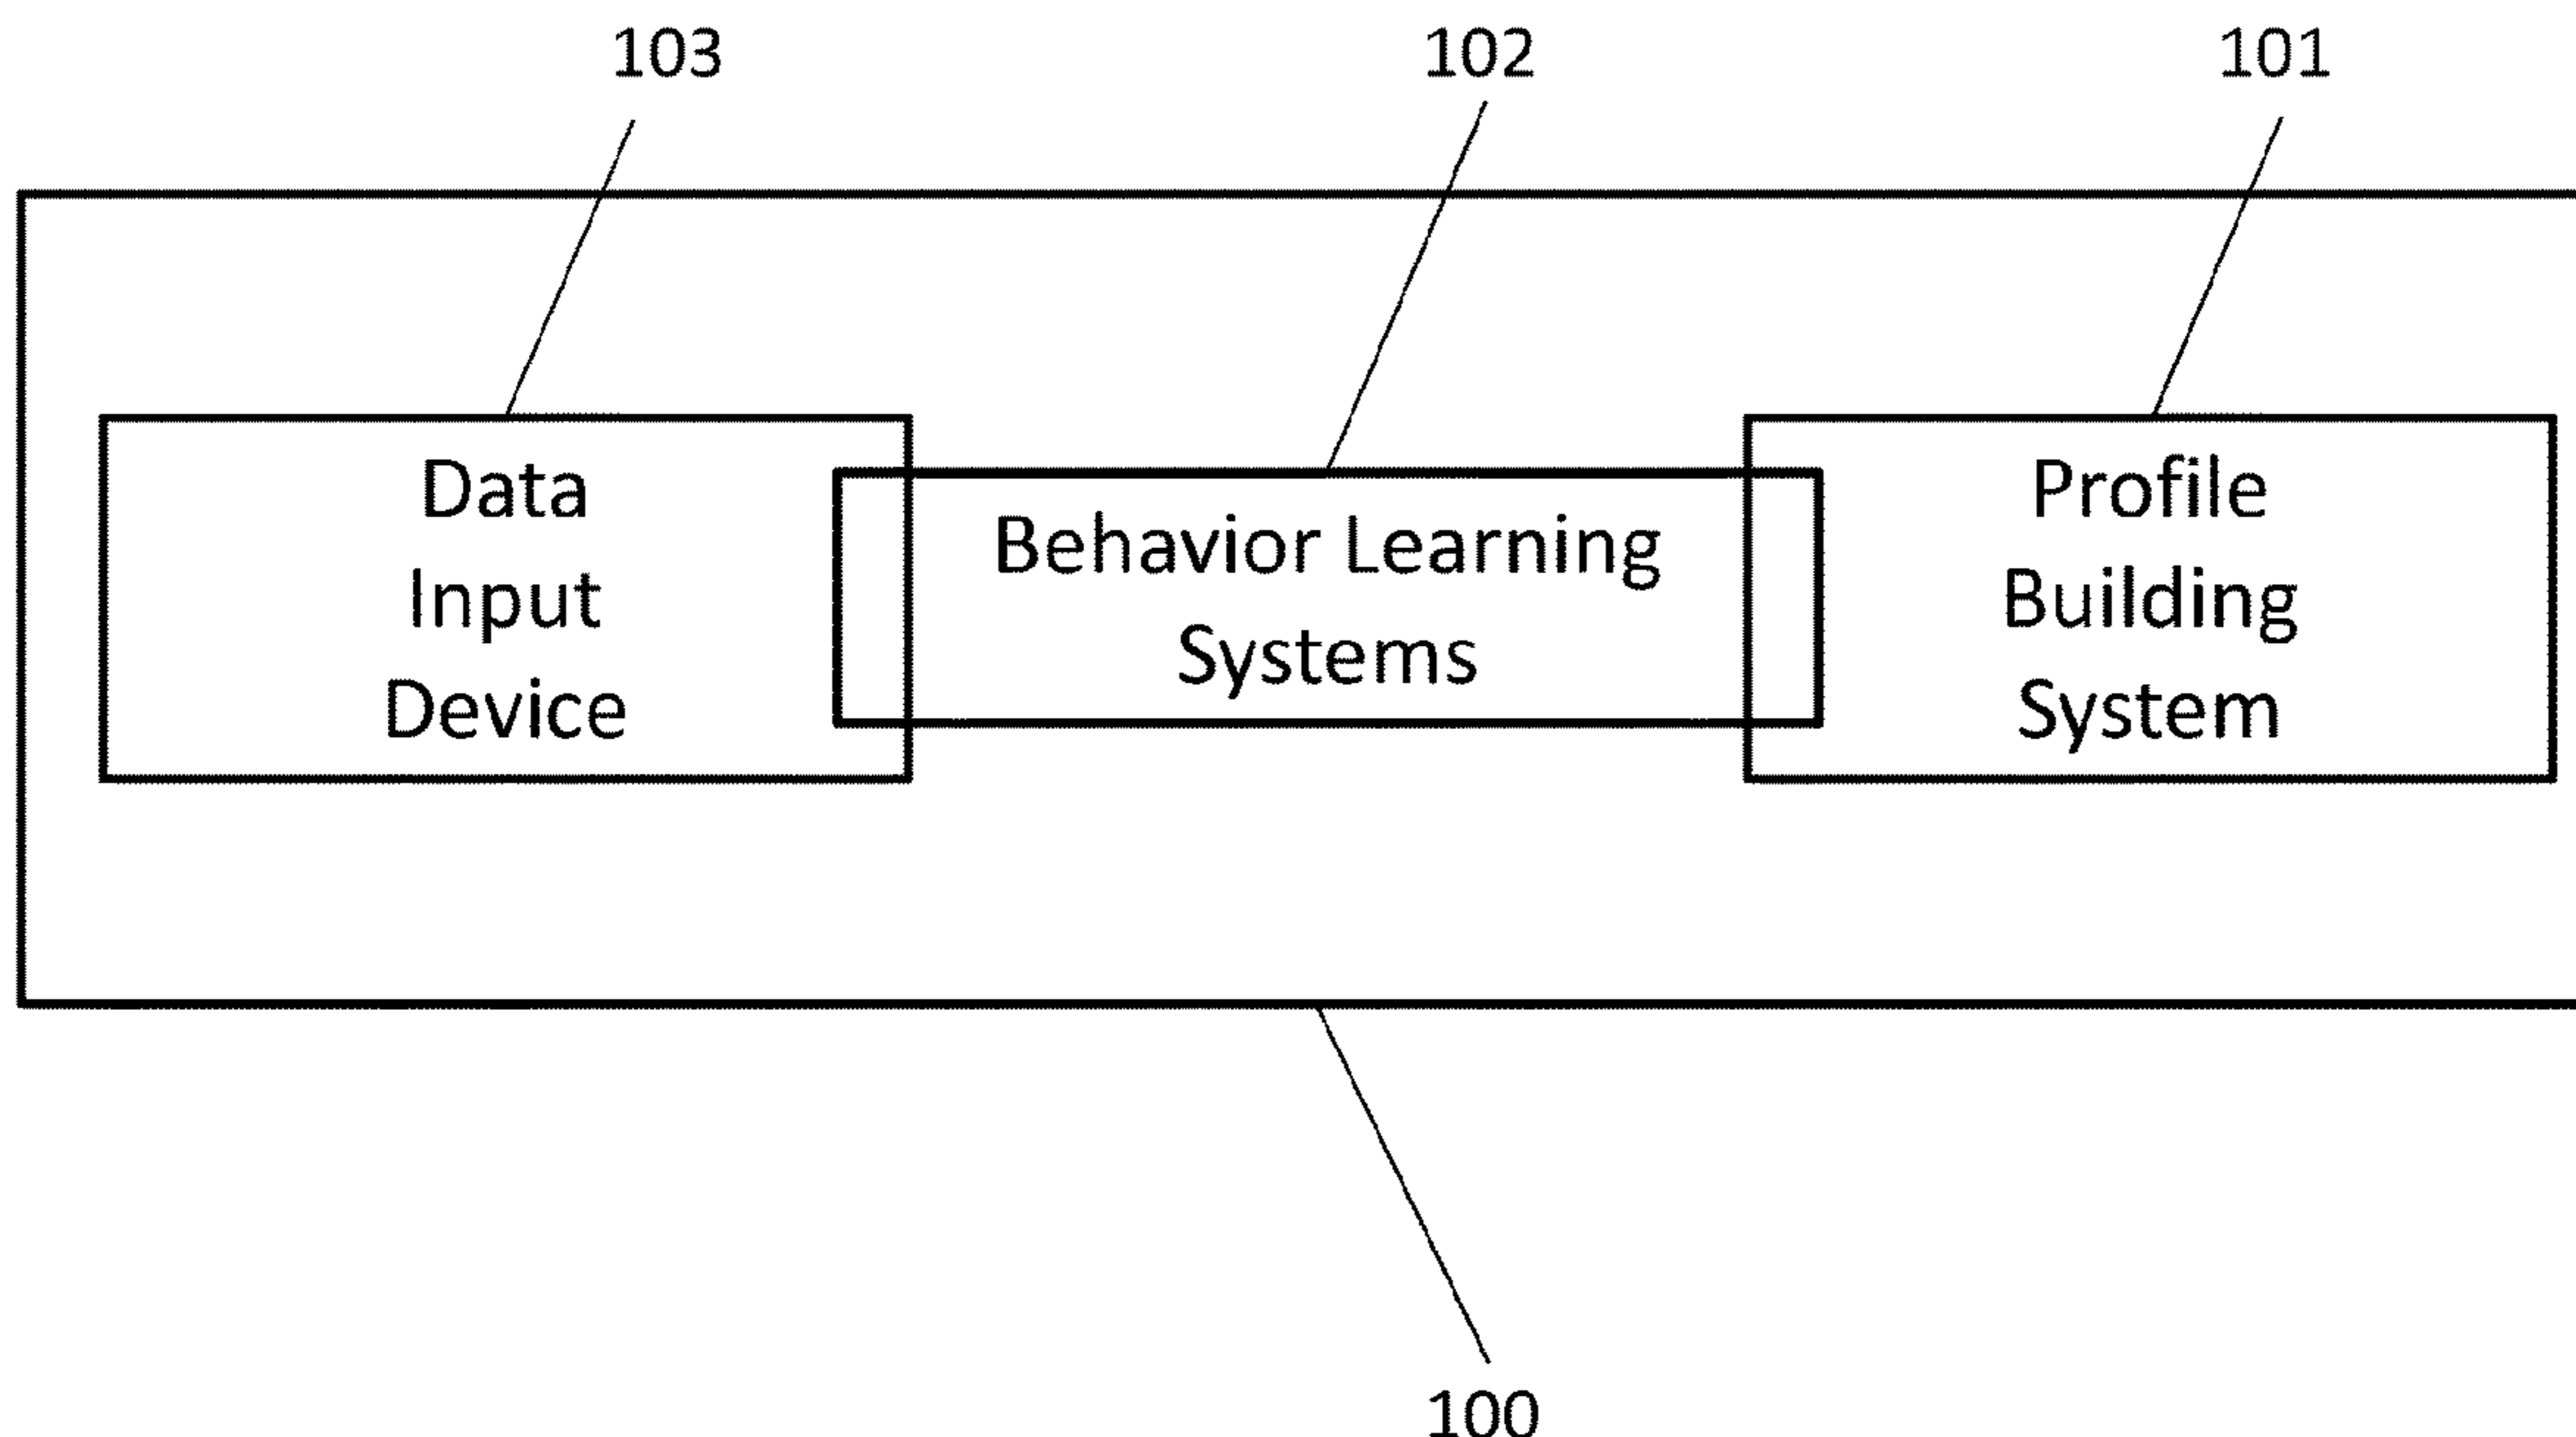 103
102
101
Data
Input
Device
Behavior Learning
Systems
Profile
Building
System
100